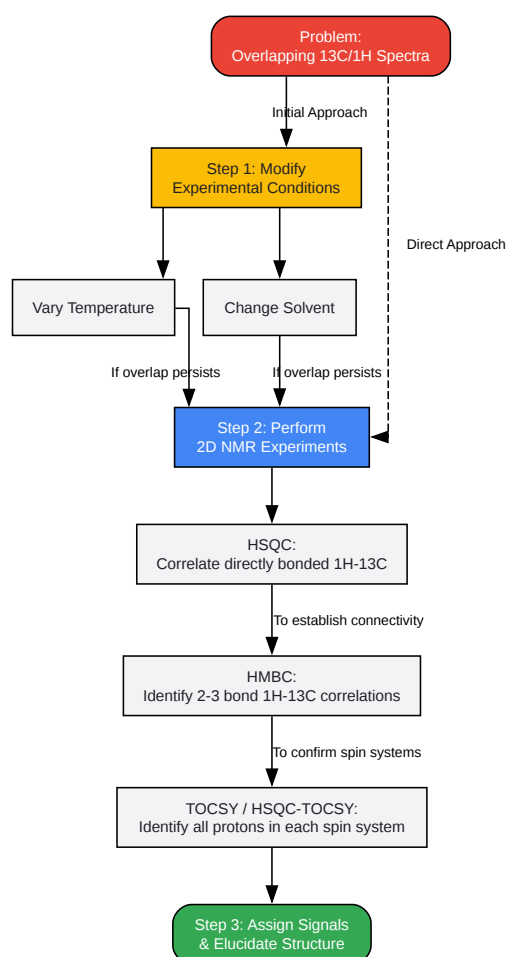 Problem:
Overlapping 13C/1H Spectra
Initial Approach
Step 1: Modify
Experimental Conditions
Direct Approach
Vary Temperature
Change Solvent
If overlap persists
If overlap persists
Step 2: Perform
2D NMR Experiments
HSQC:
Correlate directly bonded 1H-13C
To establish connectivity
HMBC:
Identify 2-3 bond 1H-13C correlations
To confirm spin systems
TOCSY / HSQC-TOCSY:
Identify all protons in each spin system
Step 3: Assign Signals
& Elucidate Structure